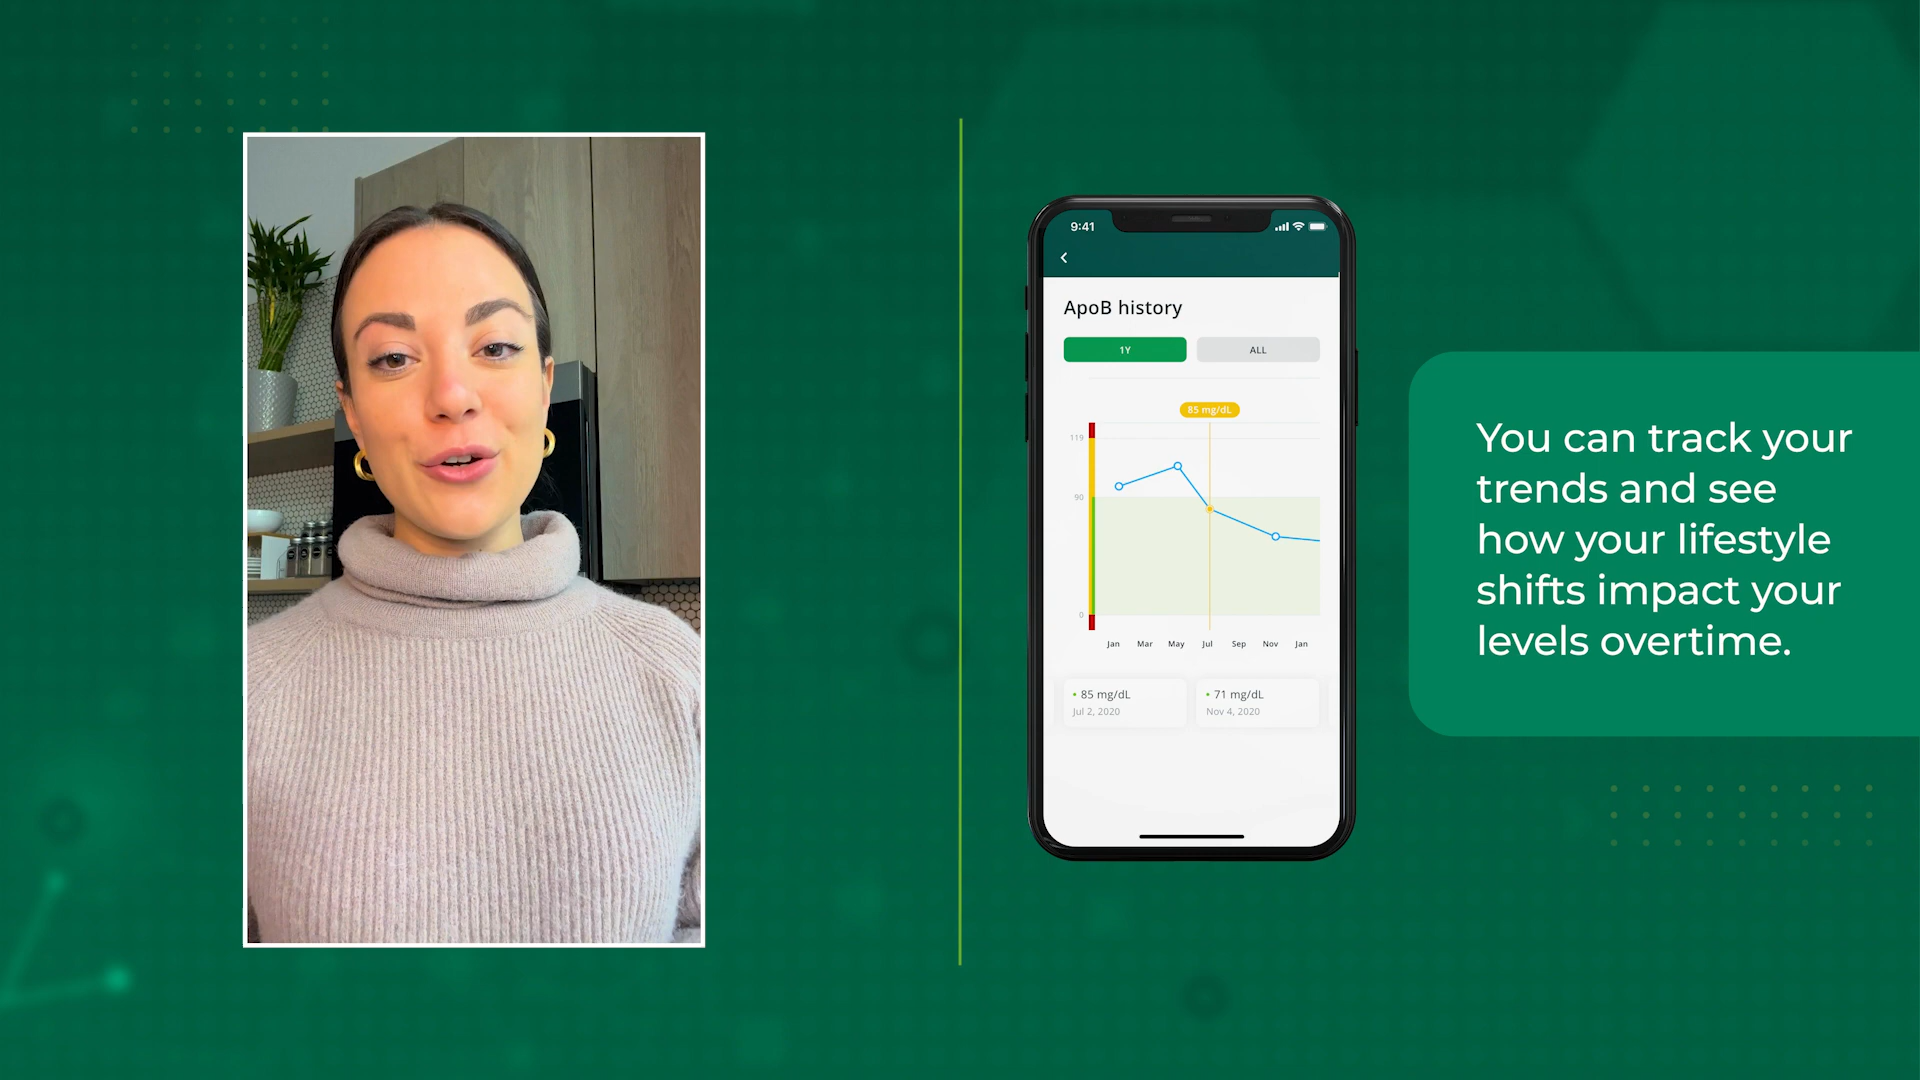 9:41
ApoB history
1Y
ALL
85 mg/dL
119
90
0
Jan Mar May Jul Sep Nov Jan
85 mg/dL
Jul 2, 2020
71 mg/dL
Nov 4, 2020
You can track your
trends and see
how your lifestyle
shifts impact your
levels overtime.